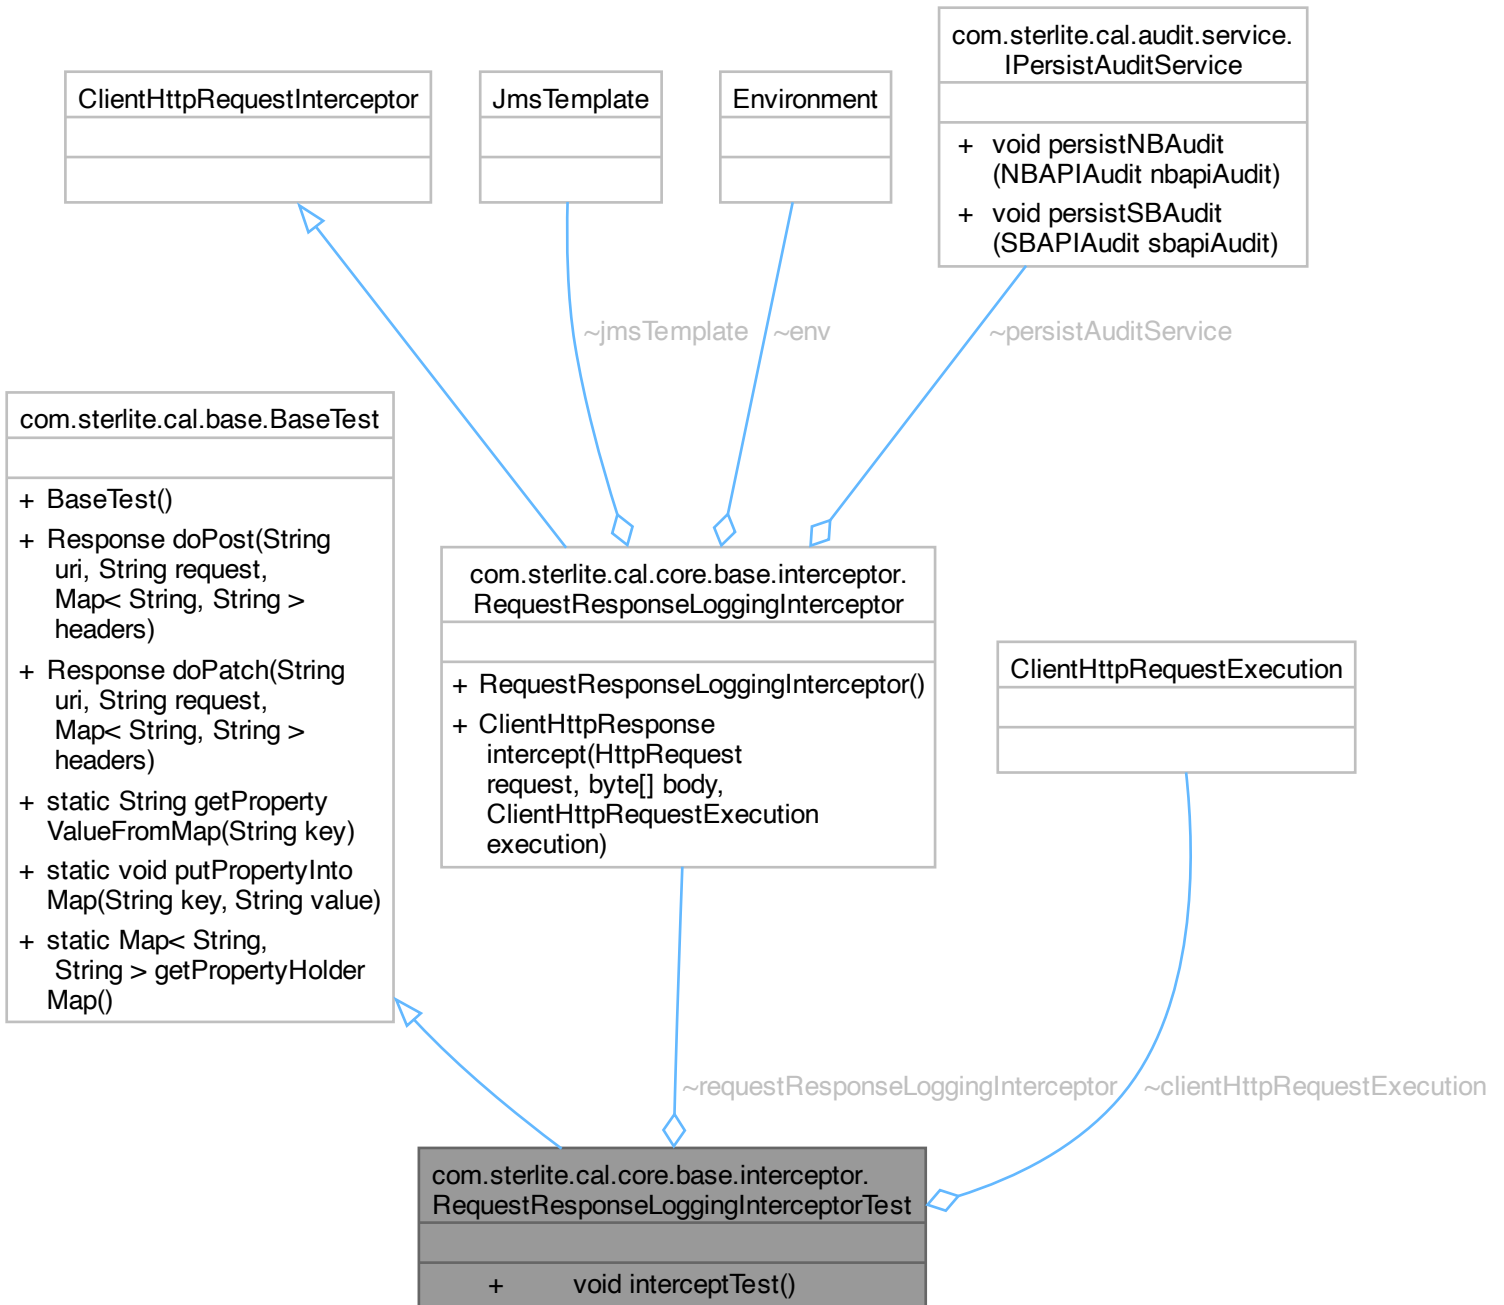 com.sterlite.cal.audit.service.
IPersistAuditService
+ void persistNBAudit
(NBAPIAudit nbapiAudit)
+ void persistSBAudit
(SBAPIAudit sbapiAudit)
ClientHttpRequestInterceptor
JmsTemplate
Environment
~jmsTemplate
~env
~persistAuditService
com.sterlite.cal.base.BaseTest
+ BaseTest()
+ Response doPost(String
uri, String request,
Map< String, String >
headers)
+ Response doPatch(String
uri, String request,
Map< String, String >
headers)
+ static String getProperty
ValueFromMap(String key)
+ static void putPropertyInto
Map(String key, String value)
+ static Map< String,
String > getPropertyHolder
Map()
com.sterlite.cal.core.base.interceptor.
RequestResponseLoggingInterceptor
+ RequestResponseLoggingInterceptor()
+ ClientHttpResponse
intercept(HttpRequest
request, byte[] body,
ClientHttpRequestExecution
execution)
ClientHttpRequestExecution
~requestResponseLoggingInterceptor
~clientHttpRequestExecution
com.sterlite.cal.core.base.interceptor.
RequestResponseLoggingInterceptorTest
+ void interceptTest()